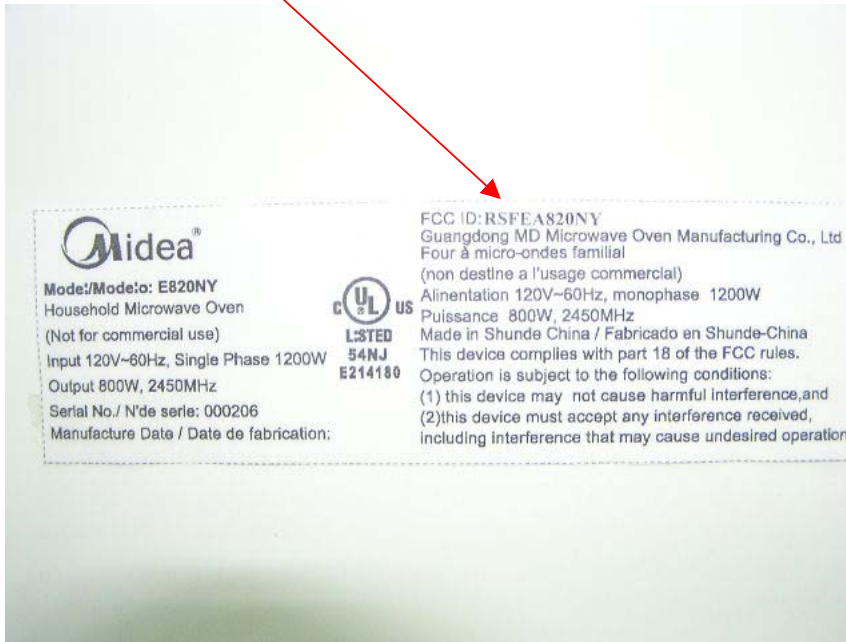 Midea®
Model/Modelo: E820NY
Household Microwave Oven
(Not for commercial use)
Input 120V~60Hz, Single Phase 1200W
Output 800W, 2450MHz
Serial No./ N'de serie: 000206
Manufacture Date / Date de fabrication:
C UL US
LISTED
54NJ
E214180
FCC ID:RSFEA820NY
Guangdong MD Microwave Oven Manufacturing Co., Ltd
Four à micro-ondes familial
(non destine a l'usage commercial)
Alinentation 120V~60Hz, monophase 1200W
Puissance 800W, 2450MHz
Made in Shunde China / Fabricado en Shunde-China
This device complies with part 18 of the FCC rules.
Operation is subject to the following conditions:
(1) this device may not cause harmful interference,and
(2)this device must accept any interference received,
including interference that may cause undesired operation